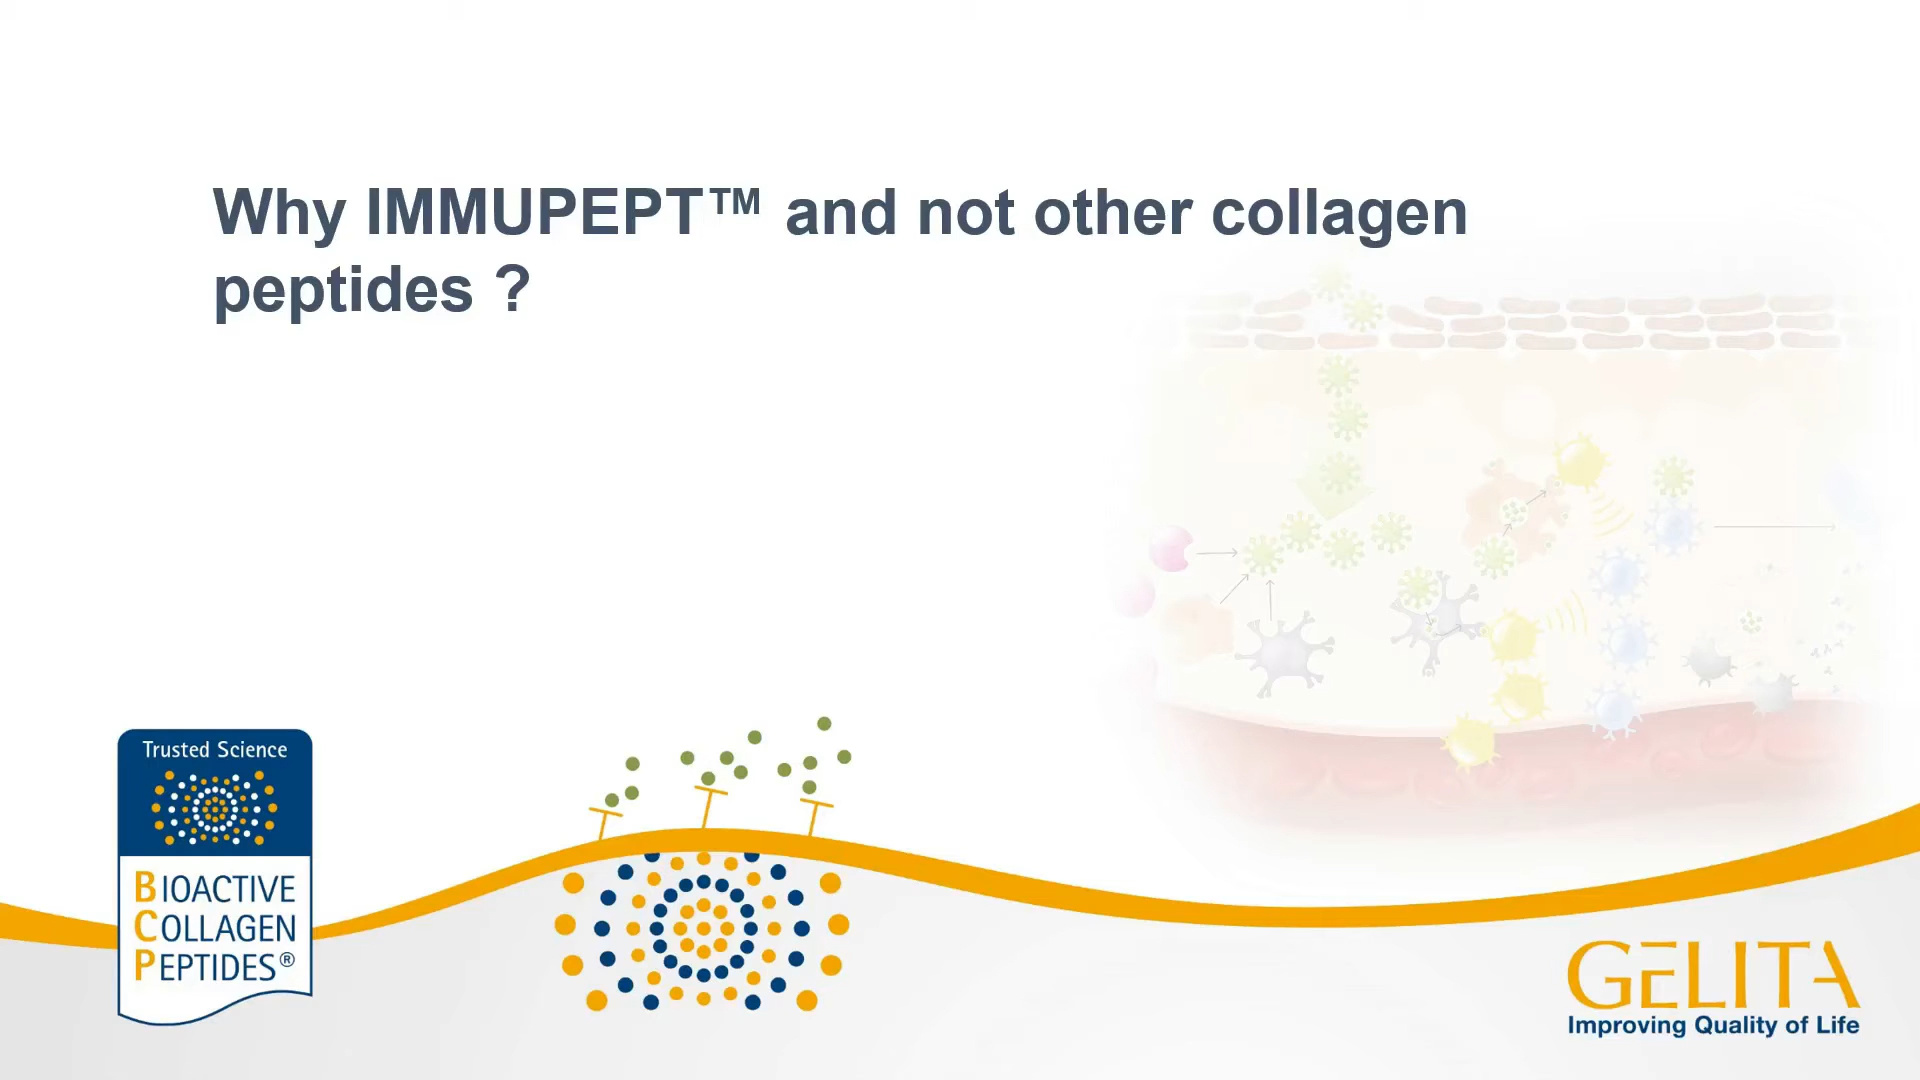 Why IMMUPEPT™ and not other collagen
peptides ?
Trusted Science
BIOACTIVE
COLLAGEN
PEPTIDES®
GELITA
Improving Quality of Life